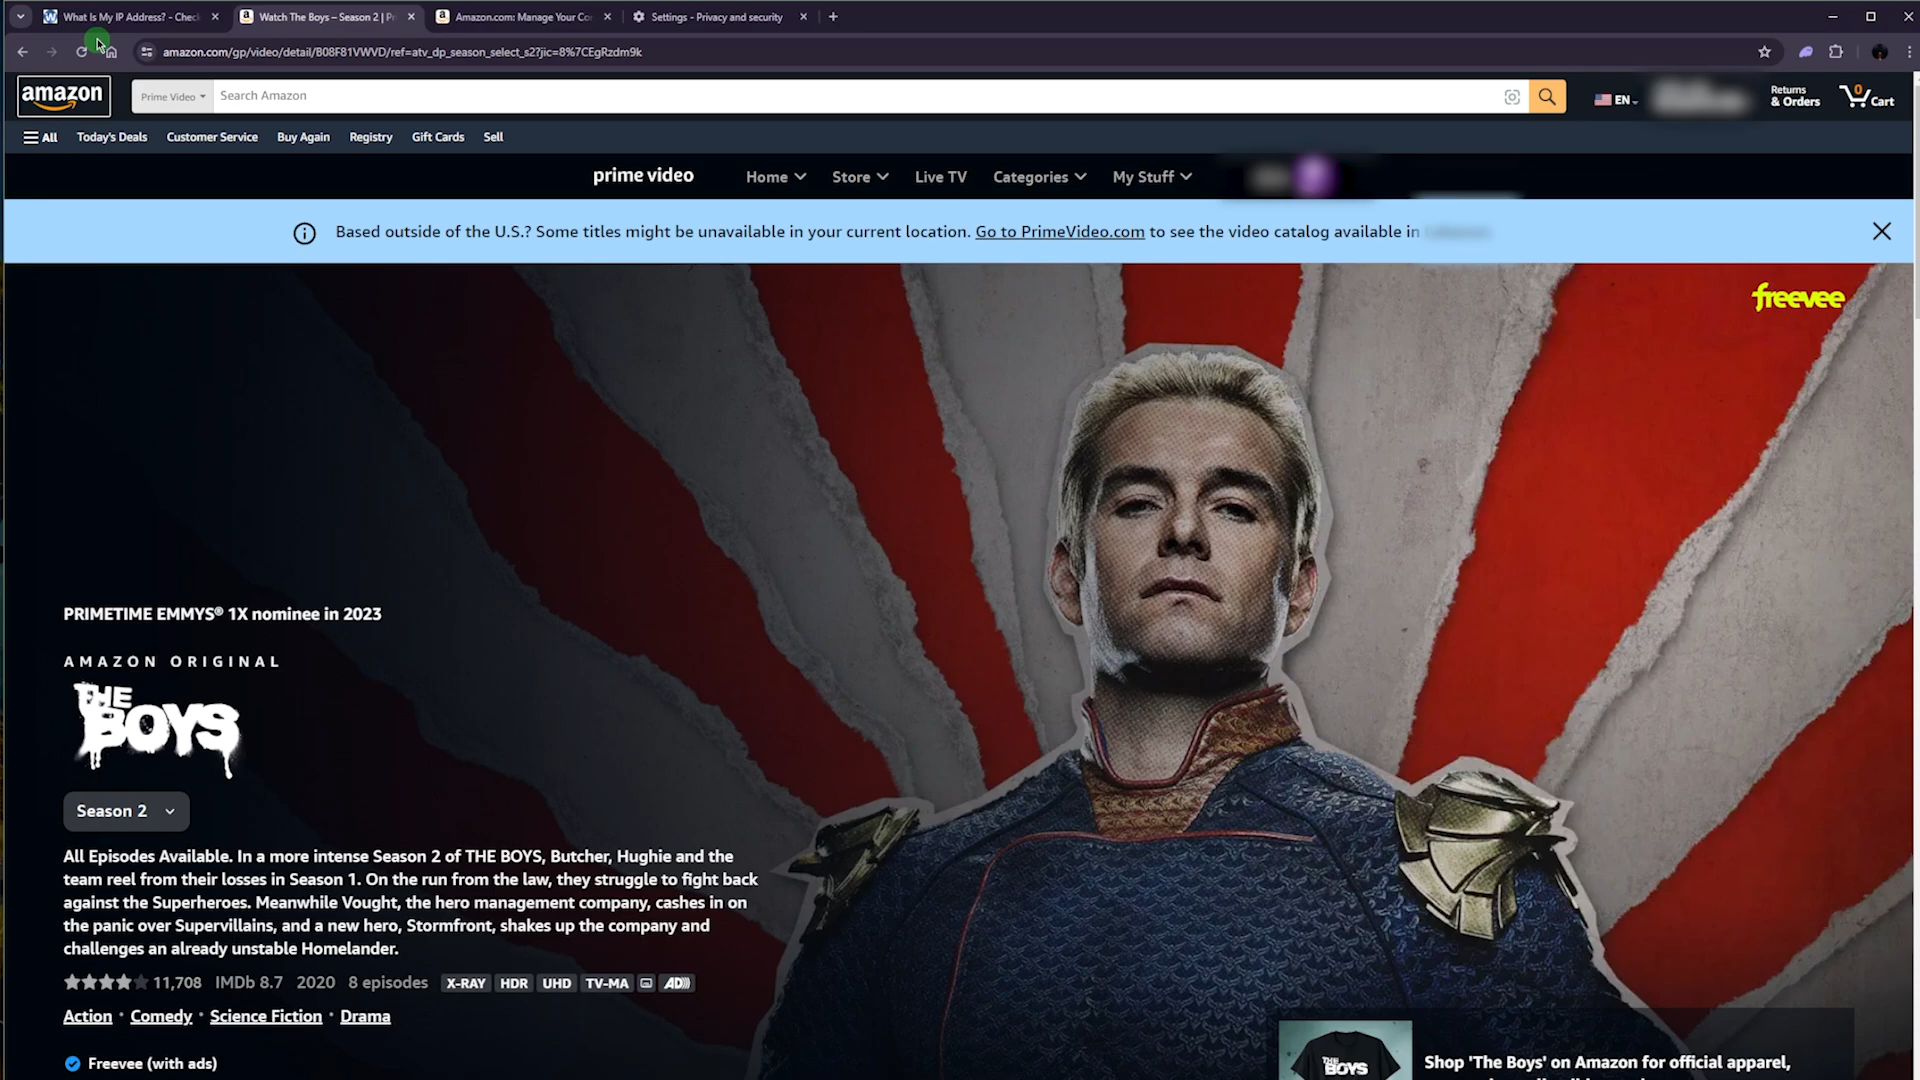 What Is My IP Address? - Chec
Watch The Boys – Season 2 | Pr
Amazon.com: Manage Your Co
Settings - Privacy and security
amazon.com/gp/video/detail/B08F81VWVD/ref=atv_dp_season_select_s2?jic=8%7CEgRzdm9k
amazon
Prime Video
Search Amazon
EN
Returns
& Orders
0
Cart
All
Today's Deals
Customer Service
Buy Again
Registry
Gift Cards
Sell
prime video
Home
Store
Live TV
Categories
My Stuff
Based outside of the U.S.? Some titles might be unavailable in your current location. Go to PrimeVideo.com to see the video catalog available in
freevee
PRIMETIME EMMYS® 1X nominee in 2023
AMAZON ORIGINAL
THE
BOYS
Season 2
All Episodes Available. In a more intense Season 2 of THE BOYS, Butcher, Hughie and the
team reel from their losses in Season 1. On the run from the law, they struggle to fight back
against the Superheroes. Meanwhile Vought, the hero management company, cashes in on
the panic over Supervillains, and a new hero, Stormfront, shakes up the company and
challenges an already unstable Homelander.
11,708 IMDb 8.7 2020 8 episodes X-RAY HDR UHD TV-MA AD
Action · Comedy · Science Fiction · Drama
Freevee (with ads)
THE
BOYS
Shop 'The Boys' on Amazon for official apparel,